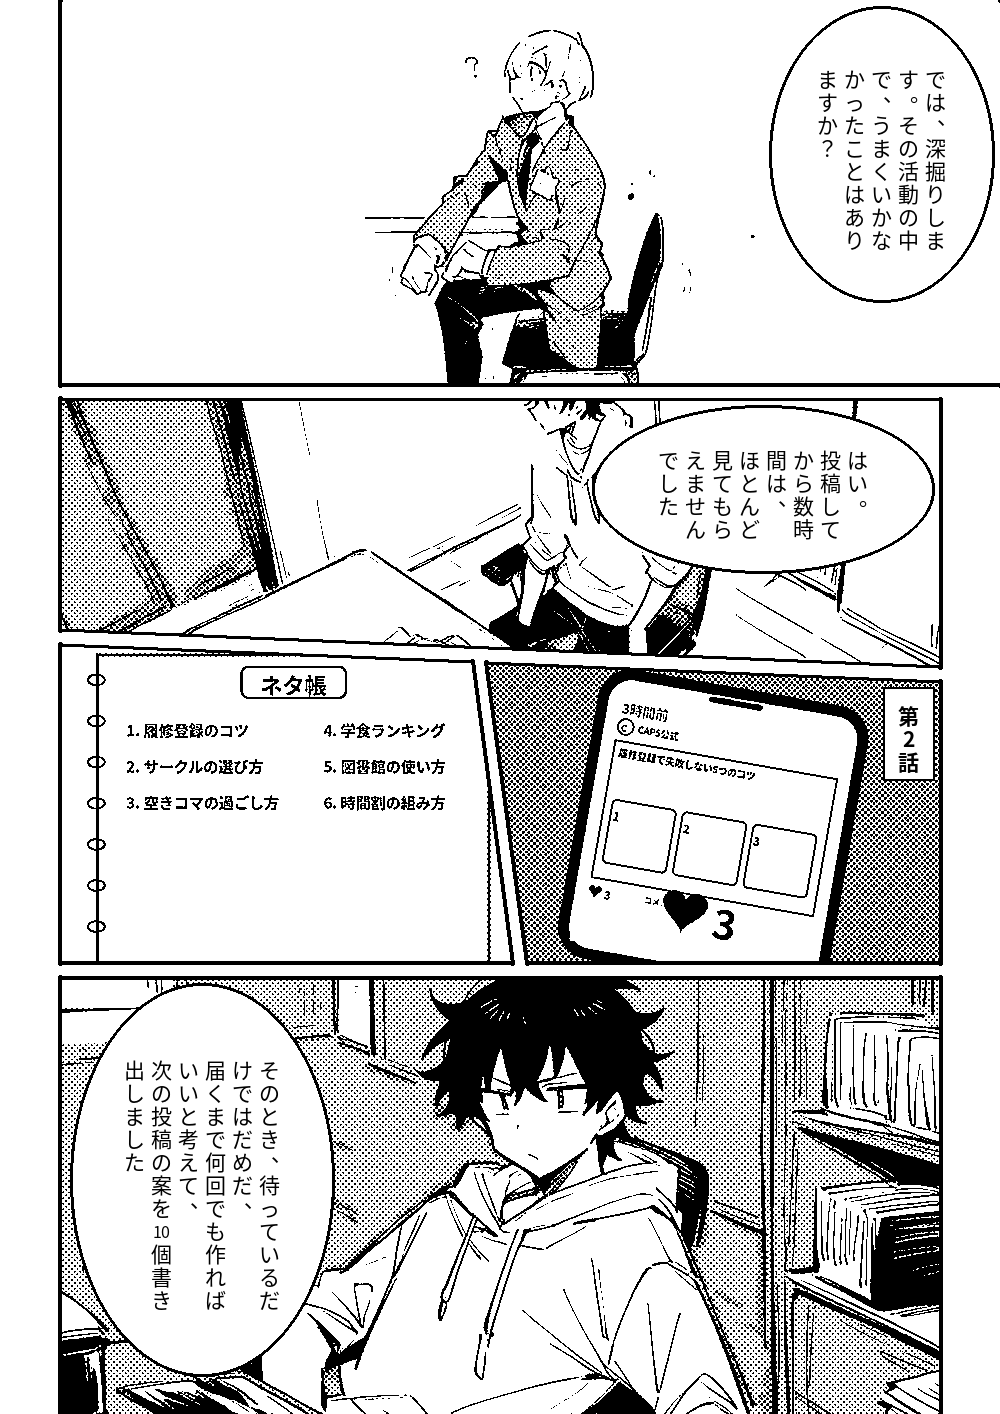 では、深掘りしま
す。その活動の中
で、うまくいかな
かったことはあり
ますか？
?
はい。
投稿して
から数時
間は、
ほとんど
見てもら
えません
でした
第2話
3時間前
C CAPS公式
履修登録で失敗しない5つのコツ
1
2
3
3
コメ
3
ネタ帳
1. 履修登録のコツ
2. サークルの選び方
3. 空きコマの過ごし方
4. 学食ランキング
5. 図書館の使い方
6. 時間割の組み方
そのとき、待っているだ
けではだめだ、
届くまで何回でも作れば
いいと考えて、
次の投稿の案を10個書き
出しました